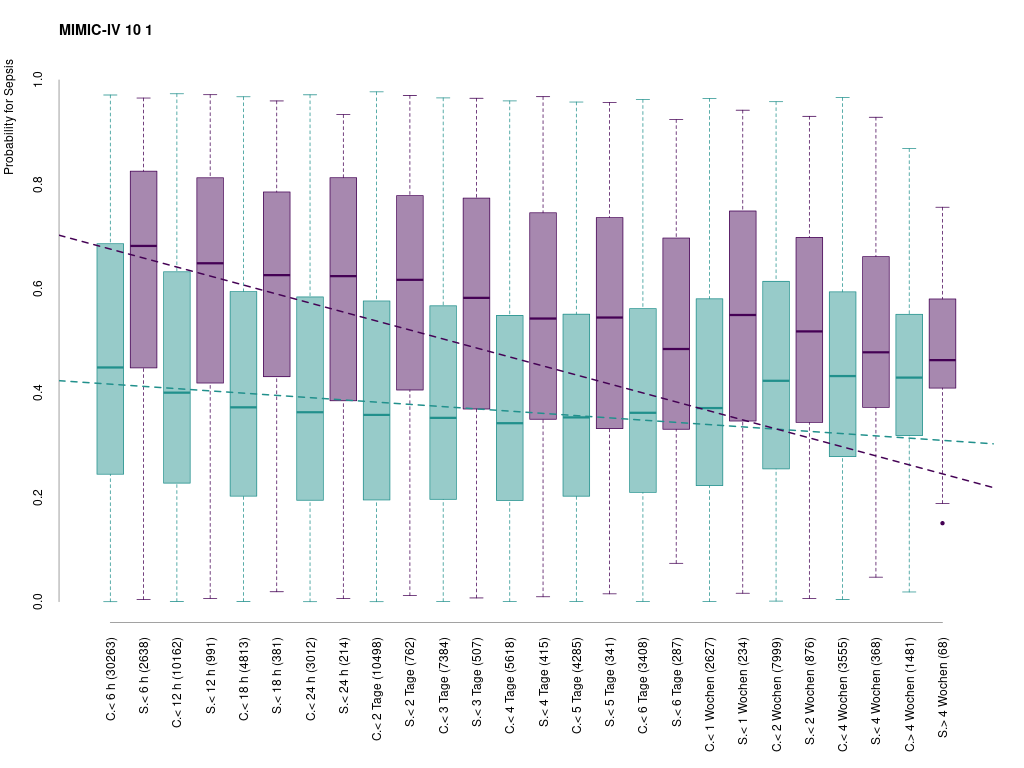 MIMIC-IV 10 1
Probability for Sepsis
1.0
0.8
0.6
0.4
0.2
0.0
C.< 6 h (30263)
S.< 6 h (2638)
C.< 12 h (10162)
S.< 12 h (991)
C.< 18 h (4813)
S.< 18 h (381)
C.< 24 h (3012)
S.< 24 h (214)
C.< 2 Tage (10498)
S.< 2 Tage (762)
C.< 3 Tage (7384)
S.< 3 Tage (507)
C.< 4 Tage (5618)
S.< 4 Tage (415)
C.< 5 Tage (4285)
S.< 5 Tage (341)
C.< 6 Tage (3408)
S.< 6 Tage (287)
C.< 1 Wochen (2627)
S.< 1 Wochen (234)
C.< 2 Wochen (7999)
S.< 2 Wochen (876)
C.< 4 Wochen (3555)
S.< 4 Wochen (368)
C.> 4 Wochen (1481)
S.> 4 Wochen (68)